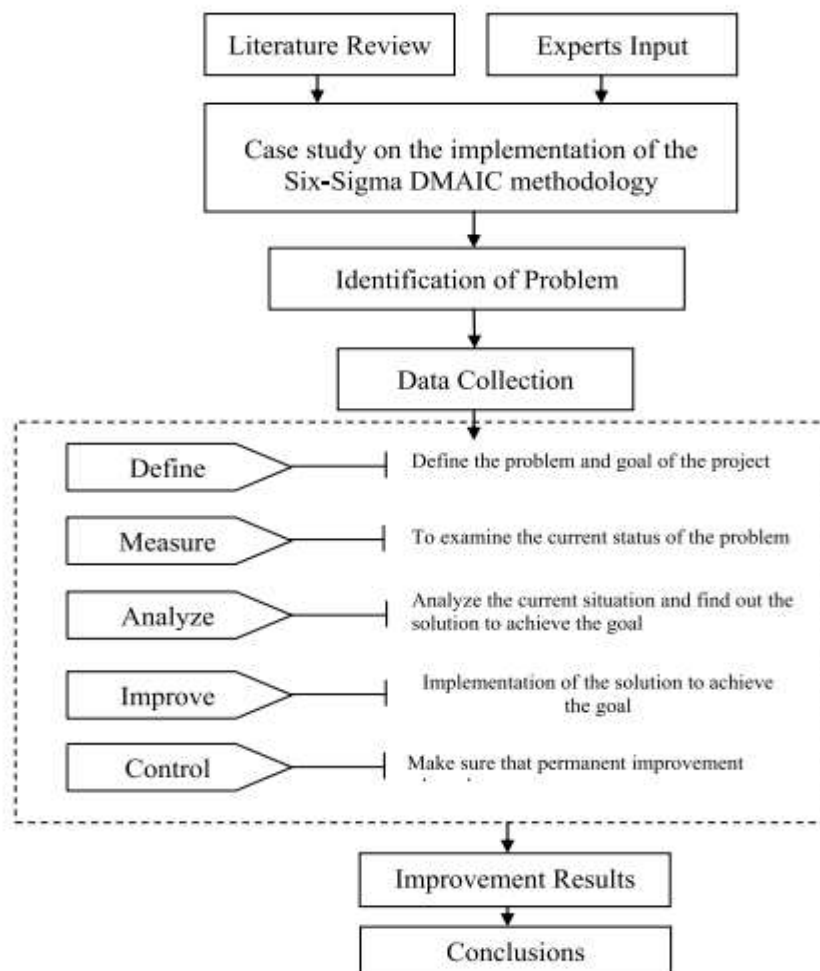 Literature Review
Experts Input
Case study on the implementation of the
Six-Sigma DMAIC methodology
Identification of Problem
Data Collection
Define
Define the problem and goal of the project
Measure
To examine the current status of the problem
Analyze
Analyze the current situation and find out the
solution to achieve the goal
Improve
Implementation of the solution to achieve
the goal
Control
Make sure that permanent improvement
Improvement Results
Conclusions